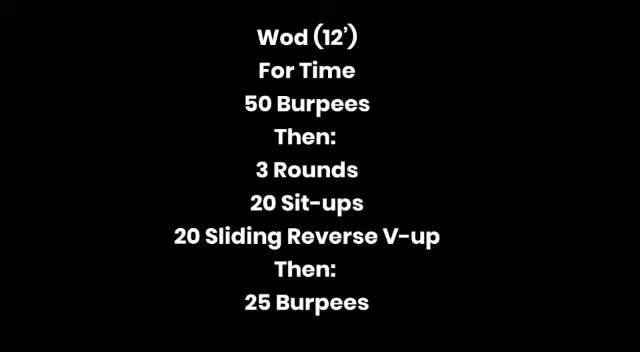 Wod (12’)
For Time
50 Burpees
Then:
3 Rounds
20 Sit-ups
20 Sliding Reverse V-up
Then:
25 Burpees